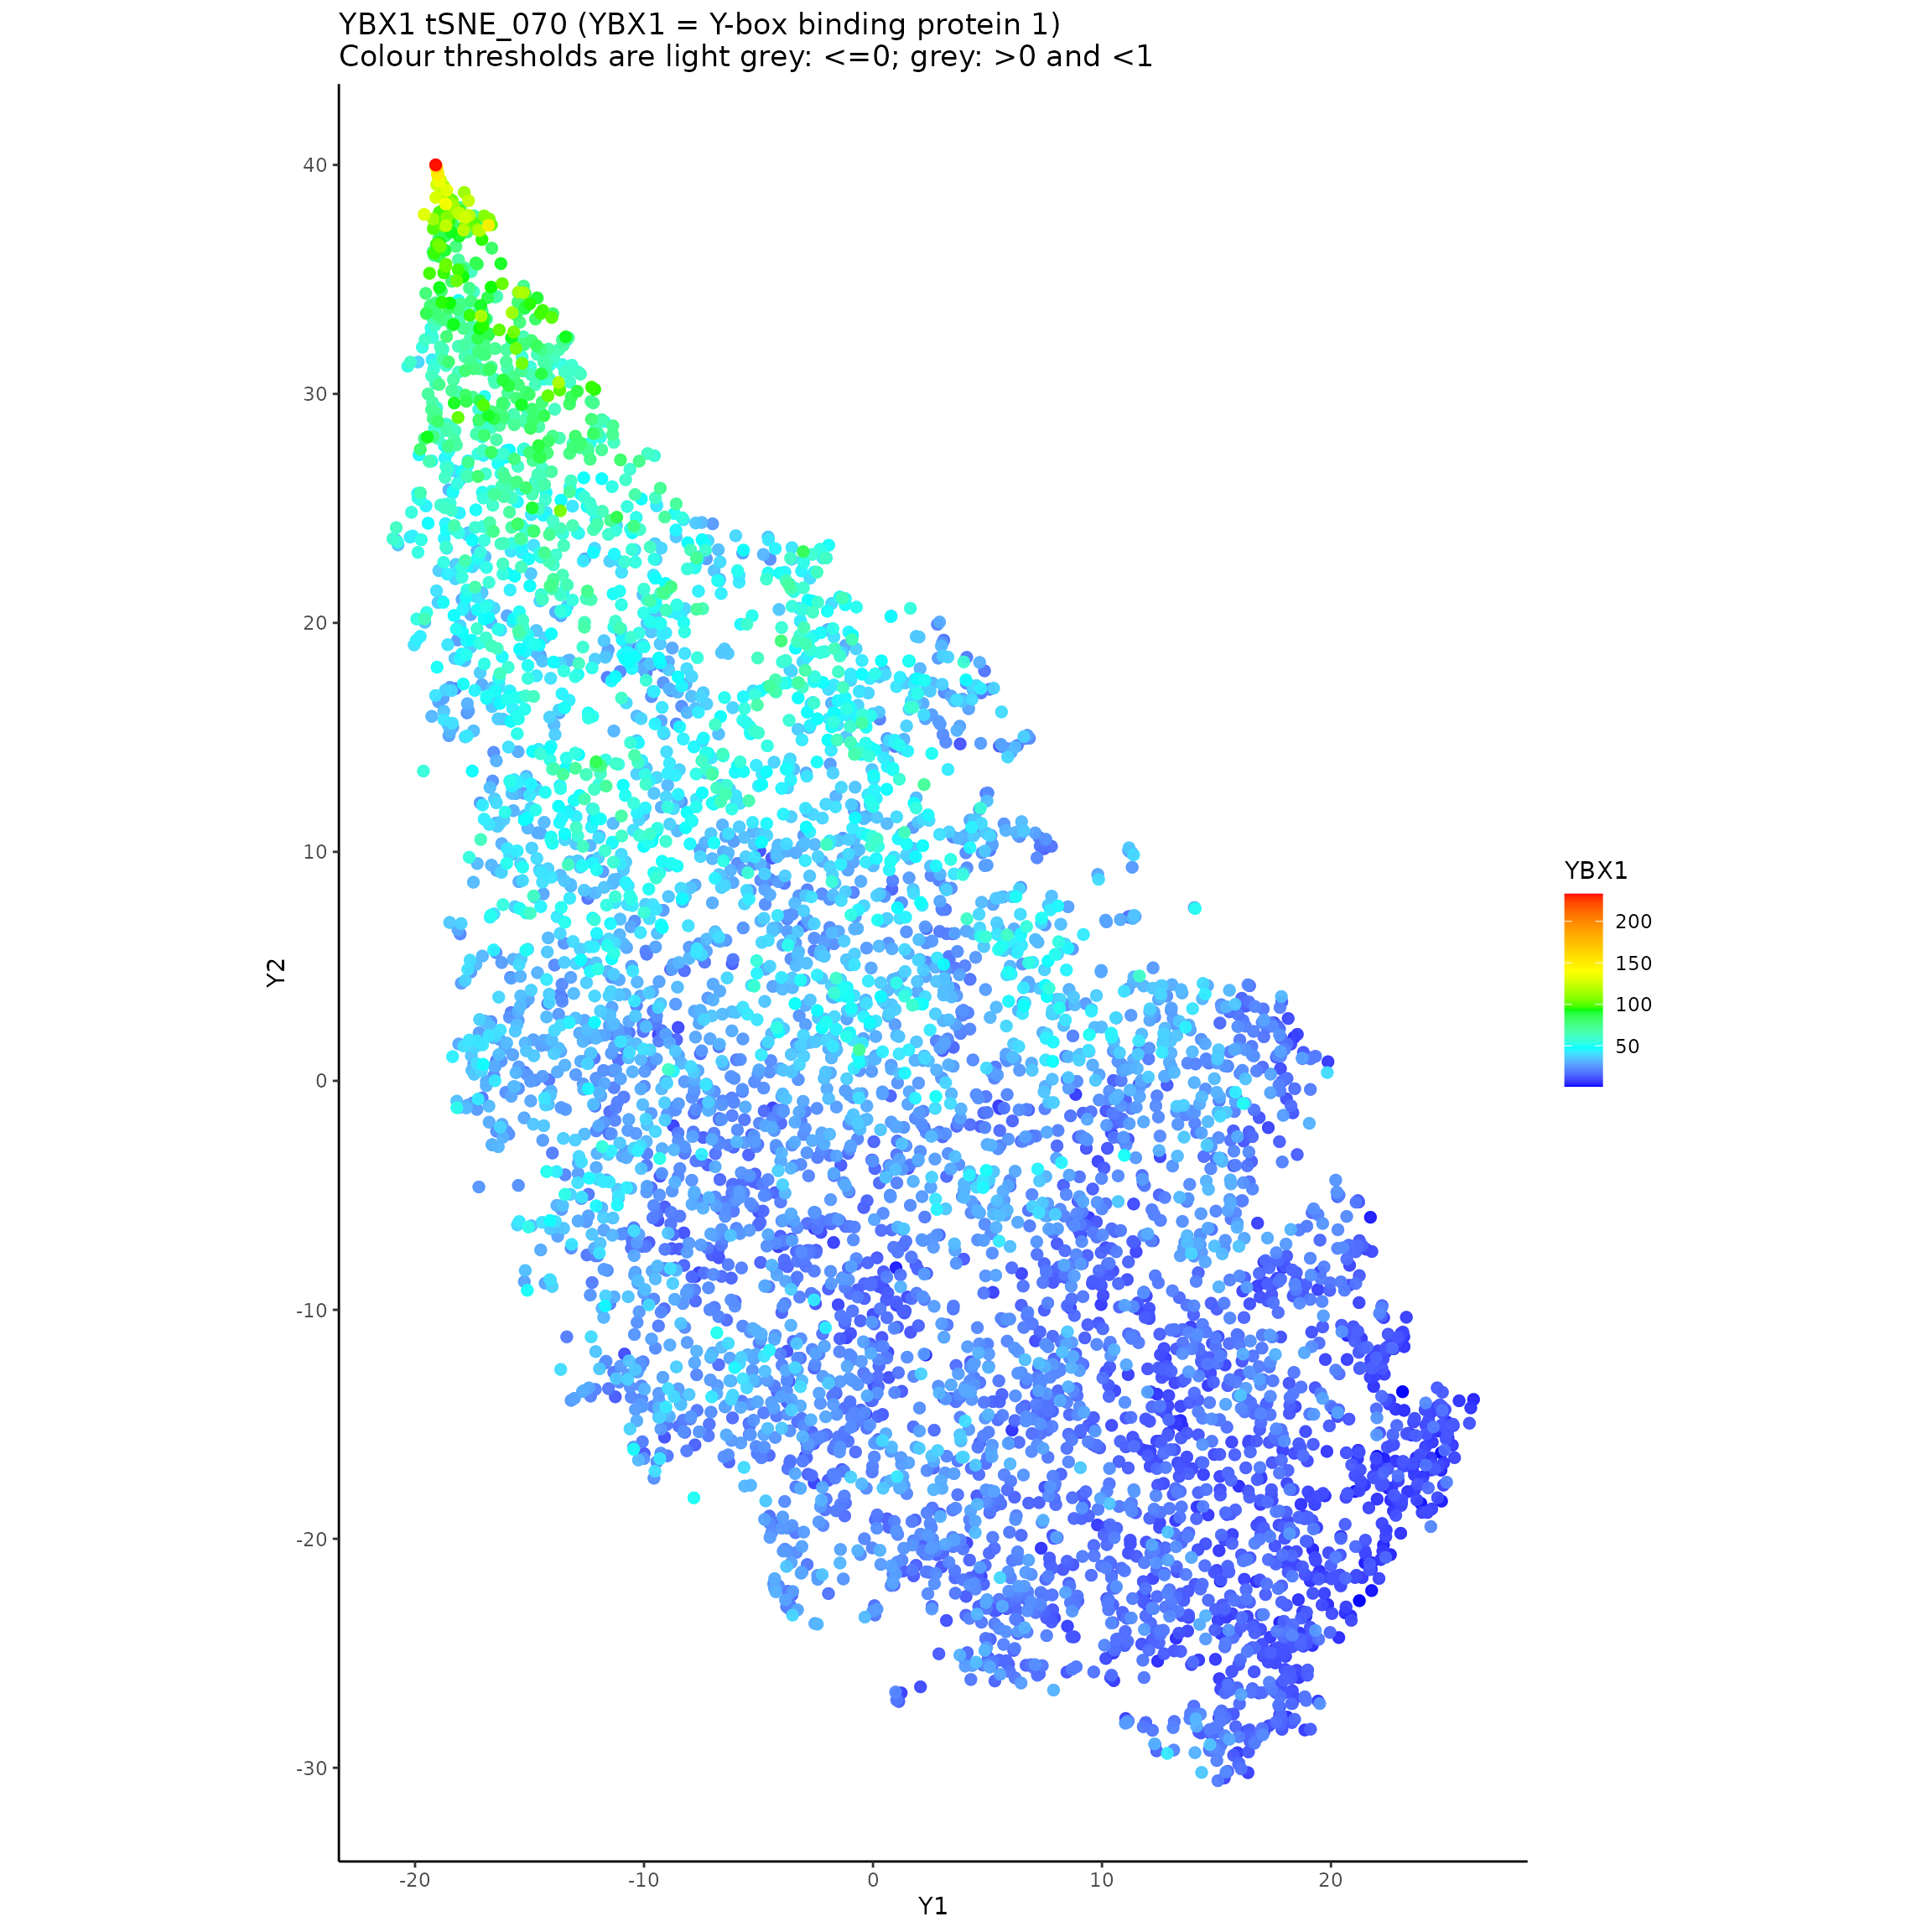 YBX1 tSNE_070 (YBX1 = Y-box binding protein 1)
Colour thresholds are light grey: <=0; grey: >0 and <1
40
30
20
10
0
-10
-20
-30
Y2
-20 -10 0 10 20
Y1
YBX1
200
150
100
50